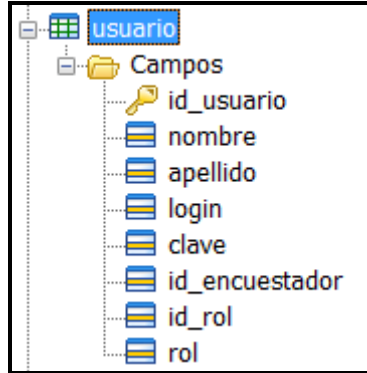 usuario
Campos
id_usuario
nombre
apellido
login
clave
id_encuestador
id_rol
rol